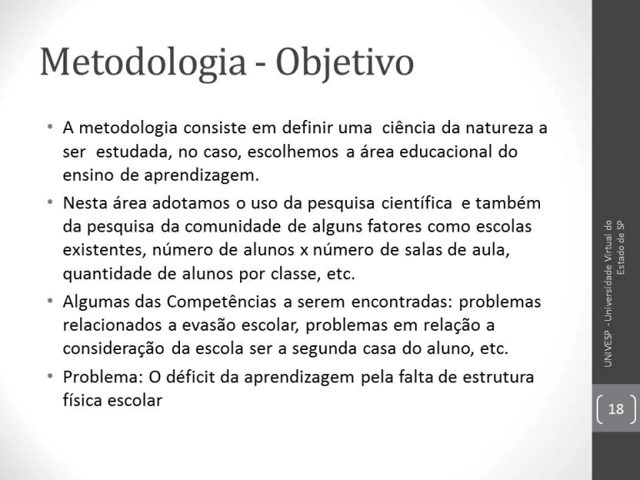 Metodologia - Objetivo
• A metodologia consiste em definir uma ciência da natureza a
ser estudada, no caso, escolhemos a área educacional do
ensino de aprendizagem.
• Nesta área adotamos o uso da pesquisa científica e também
da pesquisa da comunidade de alguns fatores como escolas
existentes, número de alunos x número de salas de aula,
quantidade de alunos por classe, etc.
• Algumas das Competências a serem encontradas: problemas
relacionados a evasão escolar, problemas em relação a
consideração da escola ser a segunda casa do aluno, etc.
• Problema: O déficit da aprendizagem pela falta de estrutura
física escolar
UNIVESP - Universidade Virtual do
Estado de SP
18